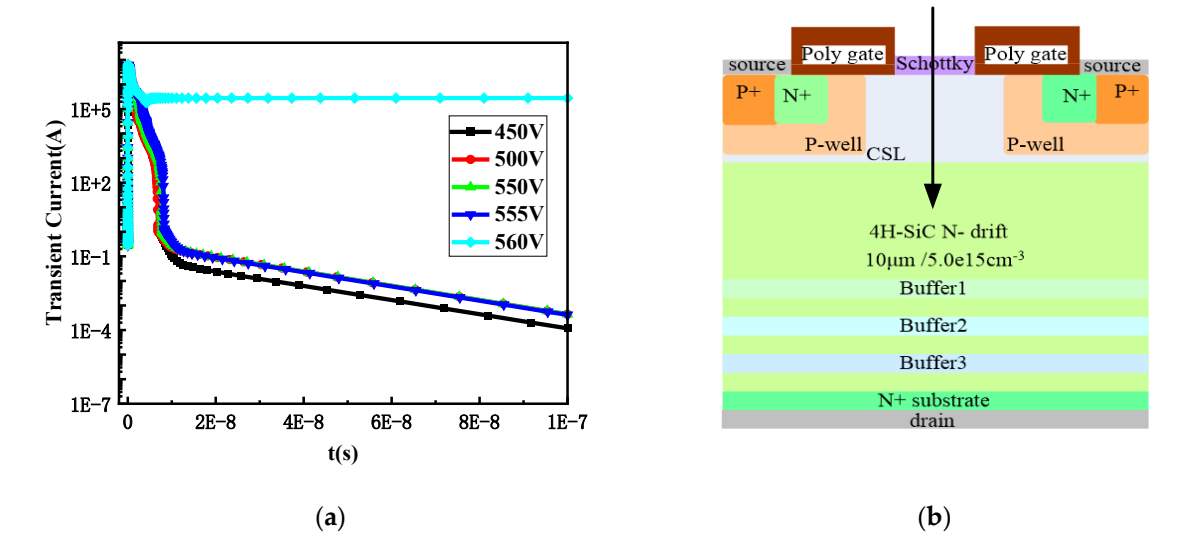 Transient Current(A)
1E+5
1E+2
1E-1
1E-4
1E-7
0
2E-8
4E-8
6E-8
8E-8
1E-7
t(s)
450V
500V
550V
555V
560V
(a)
Poly gate
Poly gate
source
Schottky
source
P+
N+
N+
P+
P-well
P-well
CSL
4H-SiC N- drift
10μm /5.0e15cm⁻³
Buffer1
Buffer2
Buffer3
N+ substrate
drain
(b)